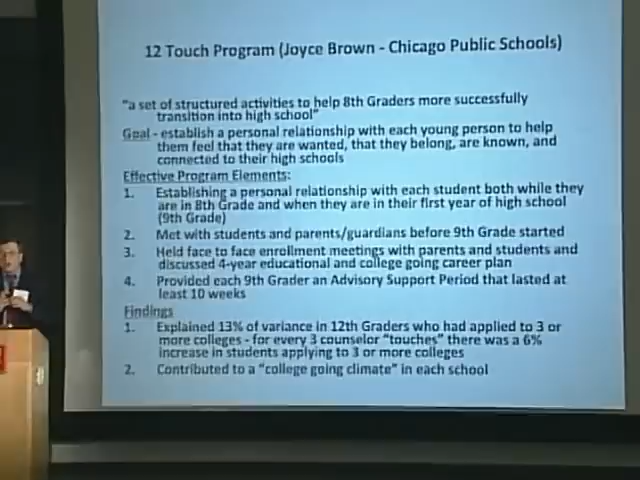 12 Touch Program (Joyce Brown - Chicago Public Schools)
"a set of structured activities to help 8th Graders more successfully
transition into high school"
Goal - establish a personal relationship with each young person to help
them feel that they are wanted, that they belong, are known, and
connected to their high schools
Effective Program Elements:
1. Establishing a personal relationship with each student both while they
are in 8th Grade and when they are in their first year of high school
(9th Grade)
2. Met with students and parents/guardians before 9th Grade started
3. Held face to face enrollment meetings with parents and students and
discussed 4-year educational and college going career plan
4. Provided each 9th Grader an Advisory Support Period that lasted at
least 10 weeks
Findings
1. Explained 13% of variance in 12th Graders who had applied to 3 or
more colleges - for every 3 counselor "touches" there was a 6%
increase in students applying to 3 or more colleges
2. Contributed to a "college going climate" in each school